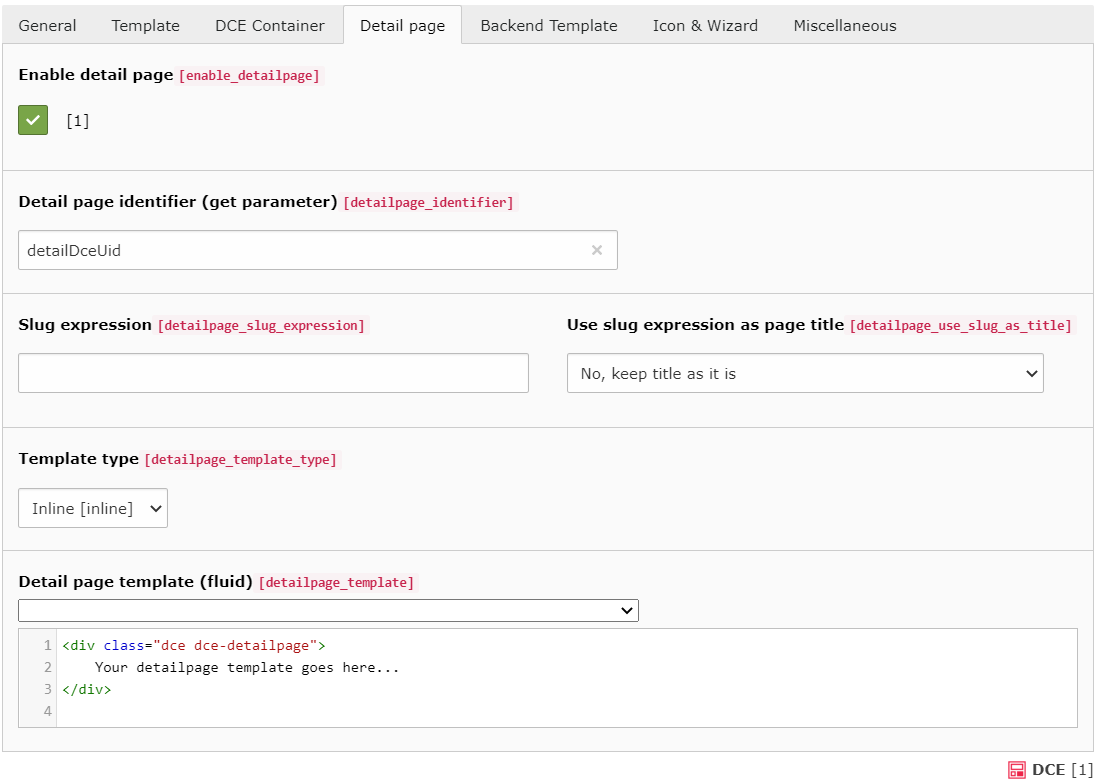 General Template DCE Container Detail page Backend Template Icon & Wizard Miscellaneous
Enable detail page [enable_detailpage]
[1]
Detail page identifier (get parameter) [detailpage_identifier]
detailDceUid
Slug expression [detailpage_slug_expression] Use slug expression as page title [detailpage_use_slug_as_title]
No, keep title as it is
Template type [detailpage_template_type]
Inline [inline]
Detail page template (fluid) [detailpage_template]
1 <div class="dce dce-detailpage">
2     Your detailpage template goes here...
3 </div>
4
DCE [1]